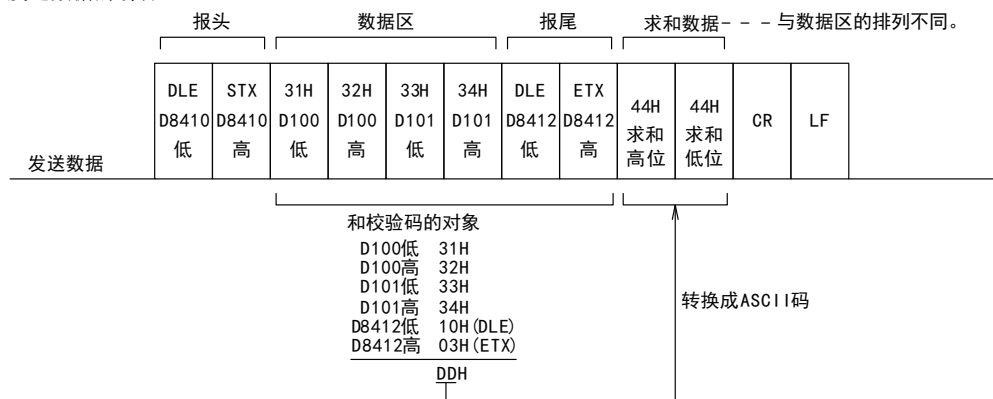 报头 数据区 报尾 求和数据- - - 与数据区的排列不同。
DLE STX 31H 32H 33H 34H DLE ETX 44H 44H CR LF
D8410 D8410 D100 D100 D101 D101 D8412 D8412 求和 求和
低 高 低 高 低 高 低 高 高位 低位
发送数据
和校验码的对象
D100低 31H
D100高 32H
D101低 33H
D101高 34H
D8412低 10H(DLE)
D8412高 03H(ETX)
DDH
转换成ASCII码